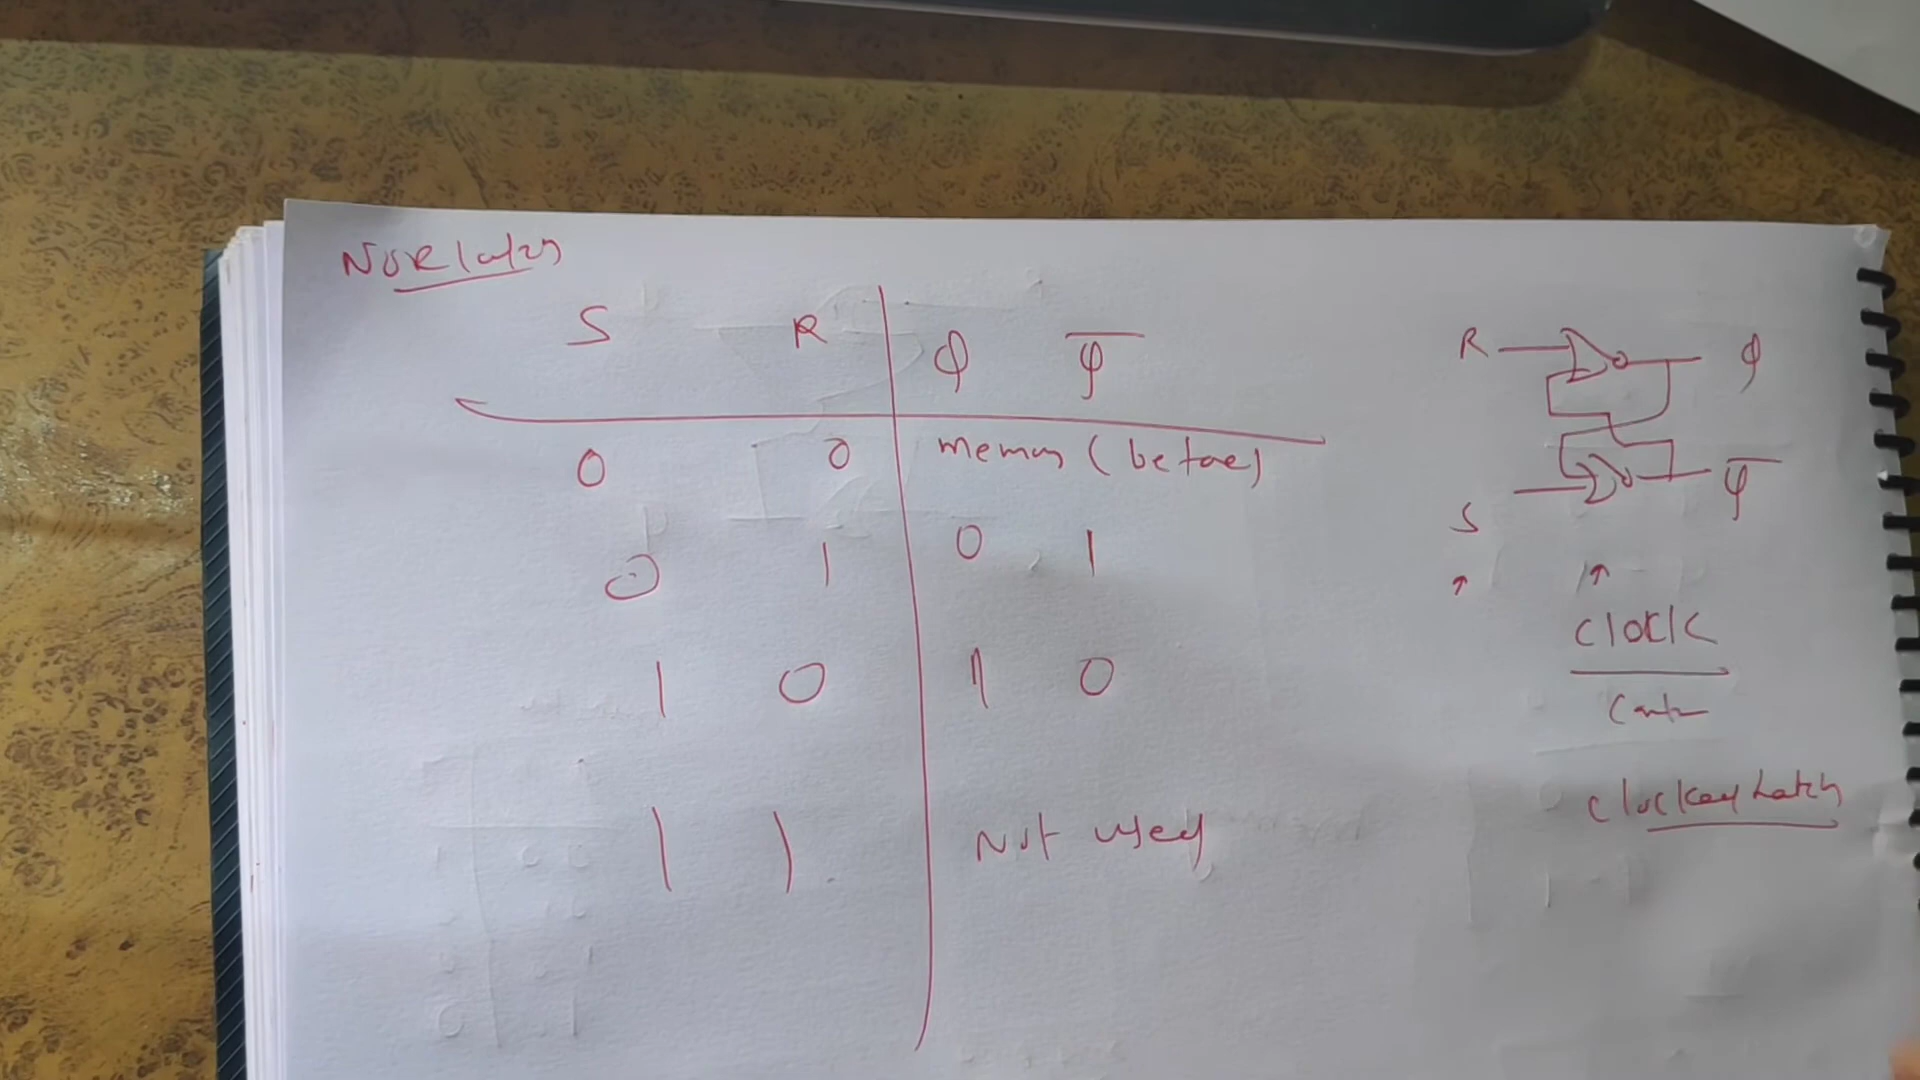 NOR latch
S R Q Q̅
0 0 memory (before)
0 1 0 1
1 0 1 0
1 1 Not used
R Q
S Q̅
↑ ↑
Clock
Clocked Latch